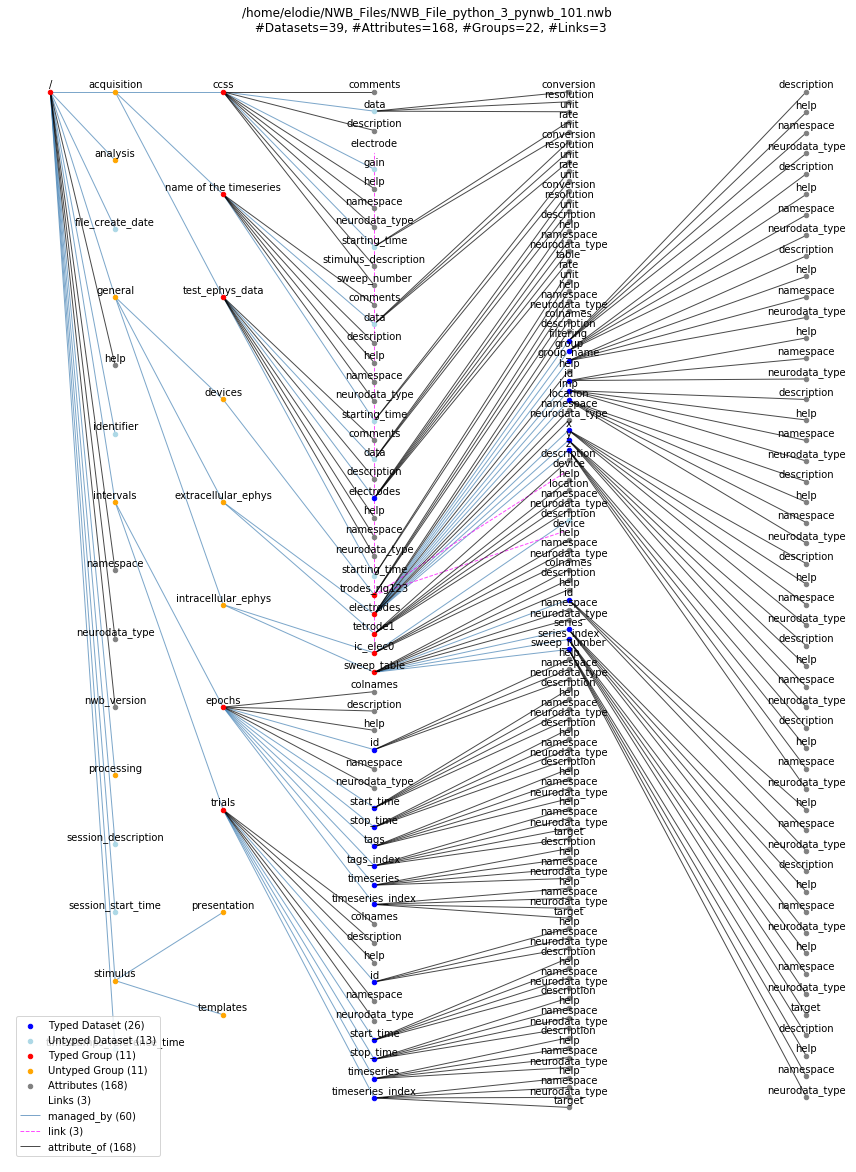 /home/elodie/NWB_Files/NWB_File_python_3_pynwb_101.nwb
#Datasets=39, #Attributes=168, #Groups=22, #Links=3
/
acquisition
analysis
file_create_date
general
help
identifier
intervals
namespace
neurodata_type
nwb_version
processing
session_description
session_start_time
stimulus
ccss
name of the timeseries
test_ephys_data
devices
extracellular_ephys
intracellular_ephys
epochs
trials
presentation
templates
comments
data
description
electrode
gain
help
namespace
neurodata_type
starting_time
stimulus_description
sweep_number
comments
data
description
help
namespace
neurodata_type
starting_time
comments
data
description
electrodes
help
namespace
neurodata_type
starting_time
trodes_rig123
electrodes
tetrode1
ic_elec0
sweep_table
colnames
description
help
id
namespace
neurodata_type
start_time
stop_time
tags
tags_index
timeseries
timeseries_index
colnames
description
help
id
namespace
neurodata_type
start_time
stop_time
timeseries
timeseries_index
conversion
resolution
unit
rate
unit
conversion
resolution
unit
rate
unit
conversion
resolution
unit
description
help
namespace
neurodata_type
table
rate
unit
help
namespace
neurodata_type
colnames
description
filtering
group
group_name
help
id
imp
location
namespace
neurodata_type
x
y
z
description
device
help
location
namespace
neurodata_type
description
device
help
namespace
neurodata_type
colnames
description
help
id
namespace
neurodata_type
series
series_index
sweep_number
help
namespace
neurodata_type
description
help
namespace
neurodata_type
description
help
namespace
neurodata_type
description
help
namespace
neurodata_type
help
namespace
neurodata_type
target
description
help
namespace
neurodata_type
help
namespace
neurodata_type
target
help
namespace
neurodata_type
description
help
namespace
neurodata_type
description
help
namespace
neurodata_type
description
help
namespace
neurodata_type
help
namespace
neurodata_type
target
description
help
namespace
neurodata_type
description
help
namespace
neurodata_type
description
help
namespace
neurodata_type
help
namespace
neurodata_type
description
help
namespace
neurodata_type
description
help
namespace
neurodata_type
description
help
namespace
neurodata_type
description
help
namespace
neurodata_type
description
help
namespace
neurodata_type
help
namespace
neurodata_type
description
help
namespace
neurodata_type
help
namespace
neurodata_type
target
description
help
namespace
neurodata_type
Typed Dataset (26)
Untyped Dataset (13)
Typed Group (11)
Untyped Group (11)
Attributes (168)
Links (3)
managed_by (60)
link (3)
attribute_of (168)